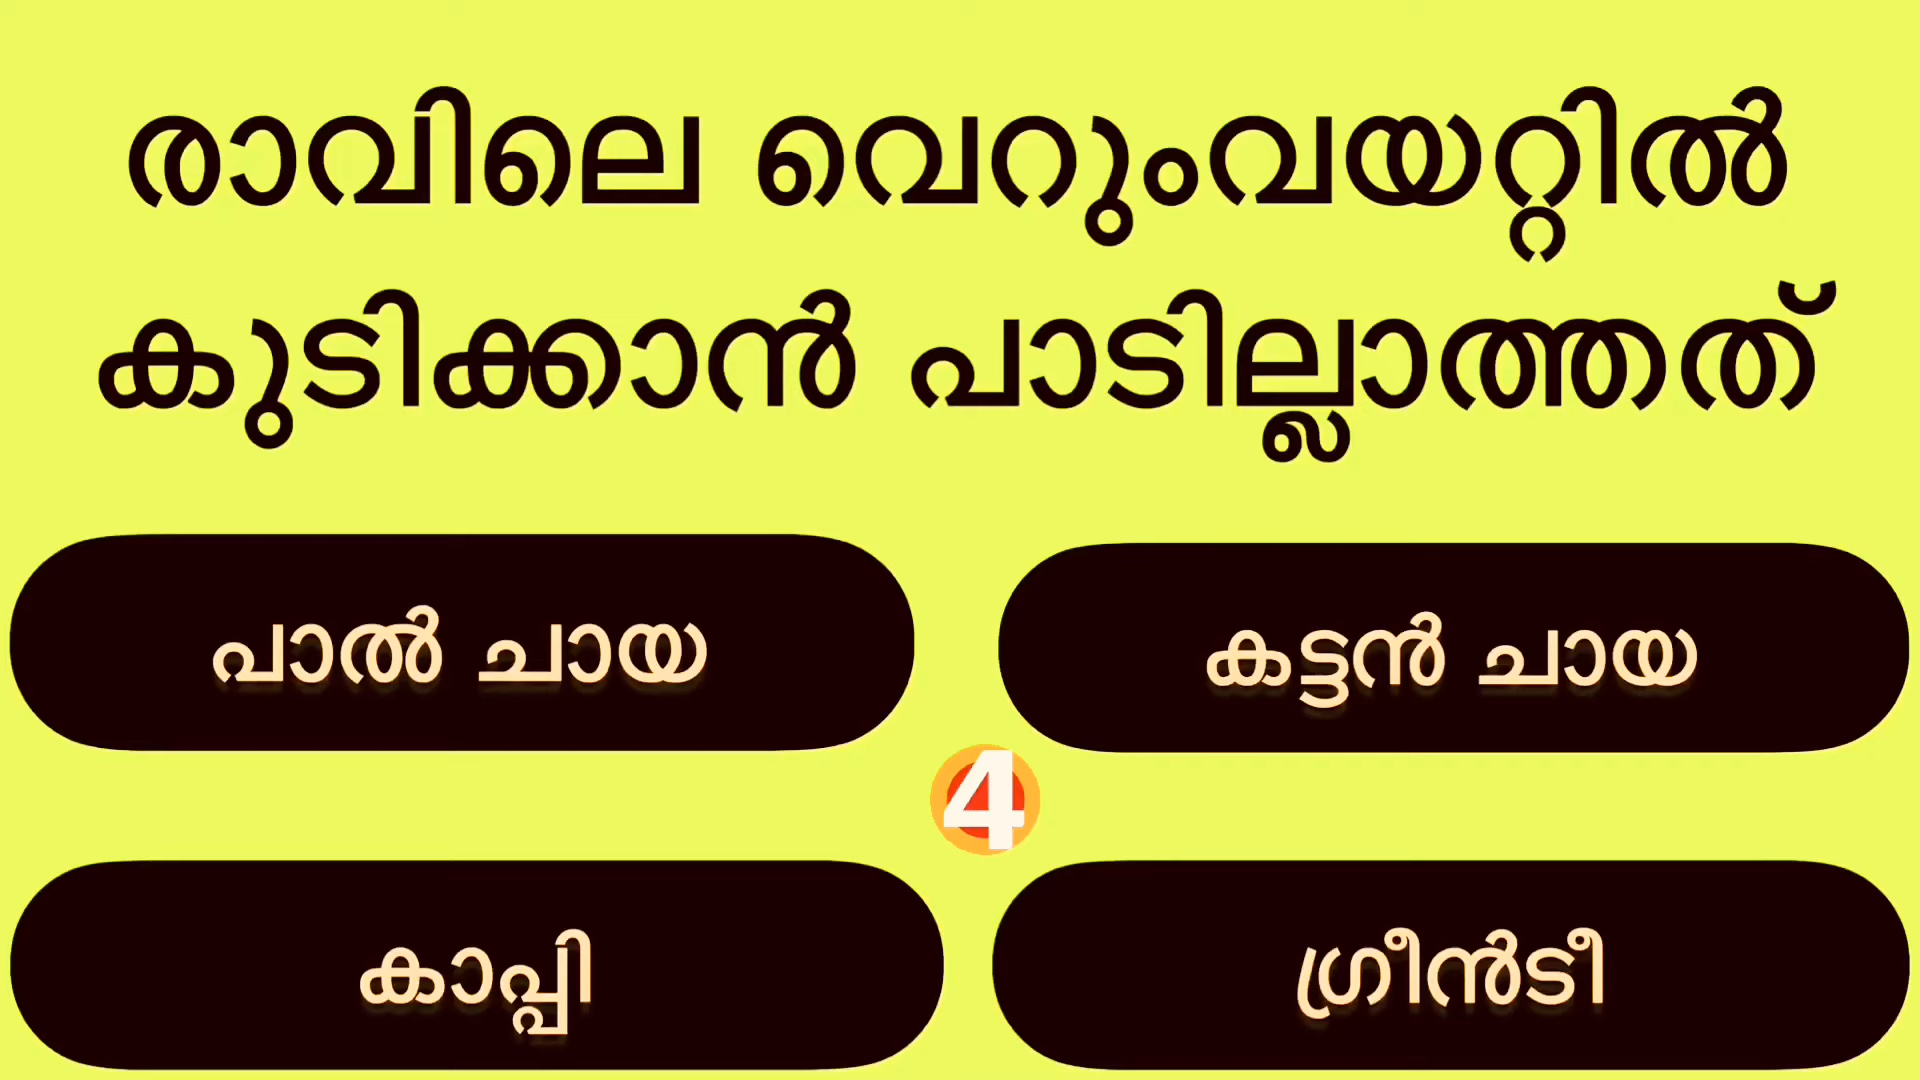 രാവിലെ വെറുംവയറ്റിൽ
കുടിക്കാൻ പാടില്ലാത്തത്
പാൽ ചായ
കട്ടൻ ചായ
4
കാപ്പി
ഗ്രീൻടീ